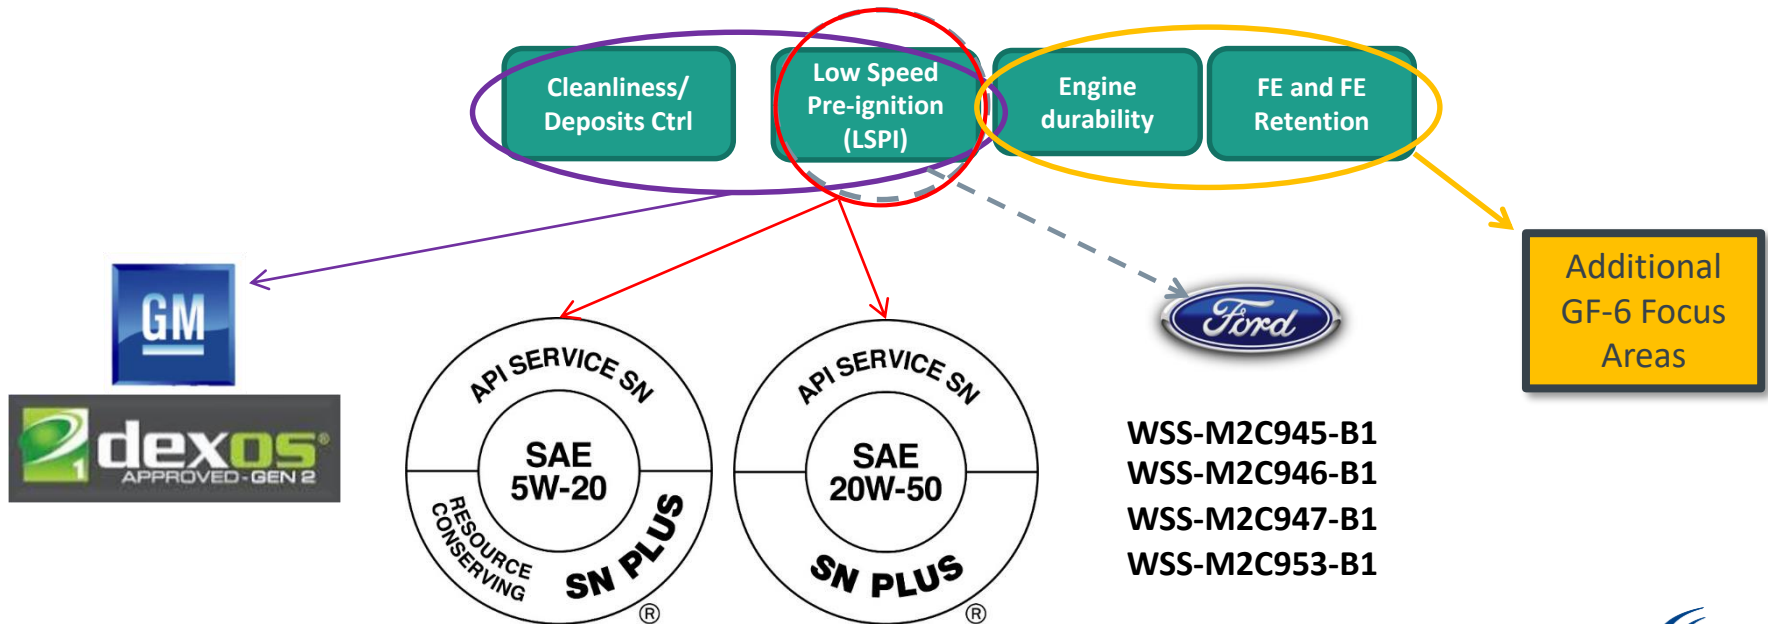 Cleanliness/
Deposits Ctrl
Low Speed
Pre-ignition
(LSPI)
Engine
durability
FE and FE
Retention
GM
1
dexos®
APPROVED-GEN 2
API SERVICE SN
SAE
5W-20
RESOURCE
CONSERVING
SN PLUS
®
API SERVICE SN
SAE
20W-50
SN PLUS
®
Ford
WSS-M2C945-B1
WSS-M2C946-B1
WSS-M2C947-B1
WSS-M2C953-B1
Additional
GF-6 Focus
Areas